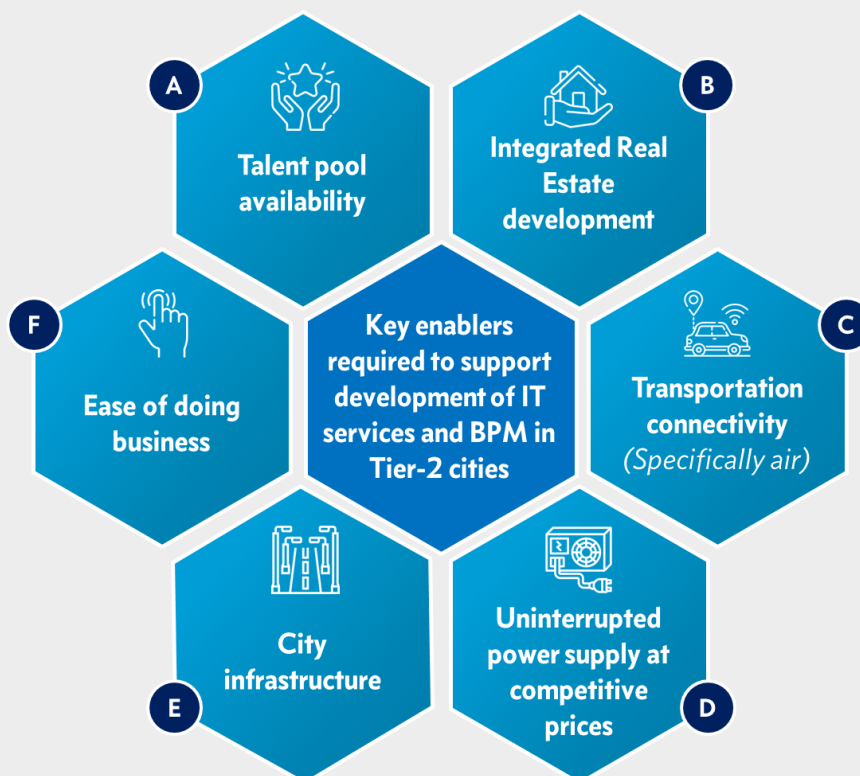 A
Talent pool
availability
B
Integrated Real
Estate
development
C
Transportation
connectivity
(Specifically air)
D
Uninterrupted
power supply at
competitive
prices
E
City
infrastructure
F
Ease of doing
business
Key enablers
required to support
development of IT
services and BPM in
Tier-2 cities